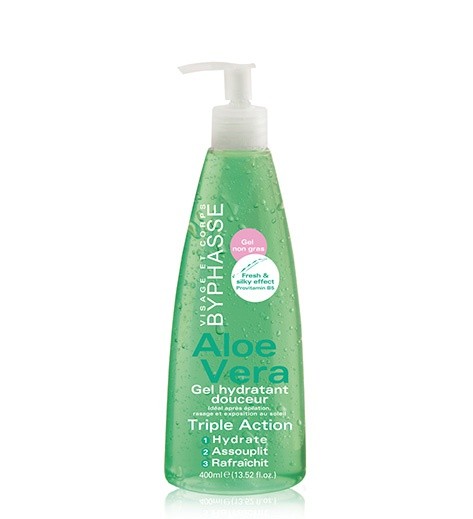 VISAGE ET CORPS
BYPHASSE
Gel
non gras
Fresh &
silky effect
Provitamin B5
Aloe
Vera
Gel hydratant
douceur
Idéal après épilation,
rasage et exposition au soleil
Triple Action
1 Hydrate
2 Assouplit
3 Rafraîchit
400ml e (13.52 fl.oz.)